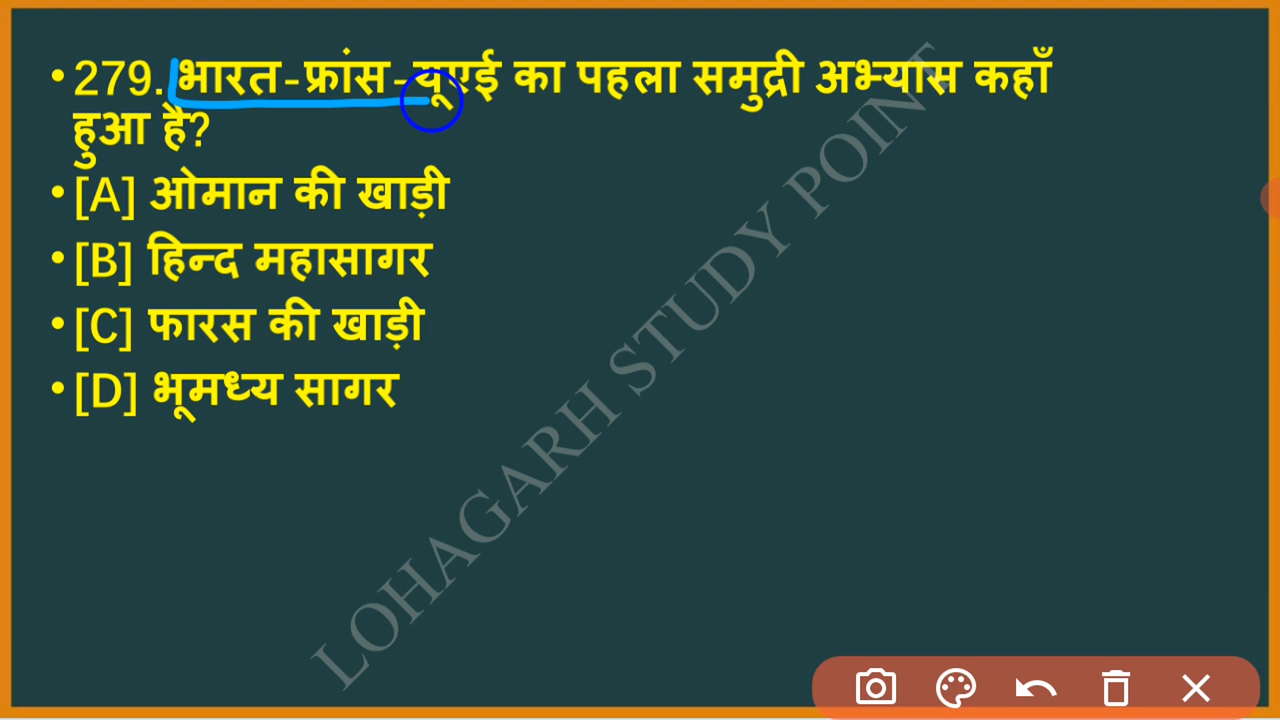 • 279. भारत-फ्रांस-यूएई का पहला समुद्री अभ्यास कहाँ
हुआ है?
• [A] ओमान की खाड़ी
• [B] हिन्द महासागर
• [C] फारस की खाड़ी
• [D] भूमध्य सागर
LOHAGARH STUDY POINT